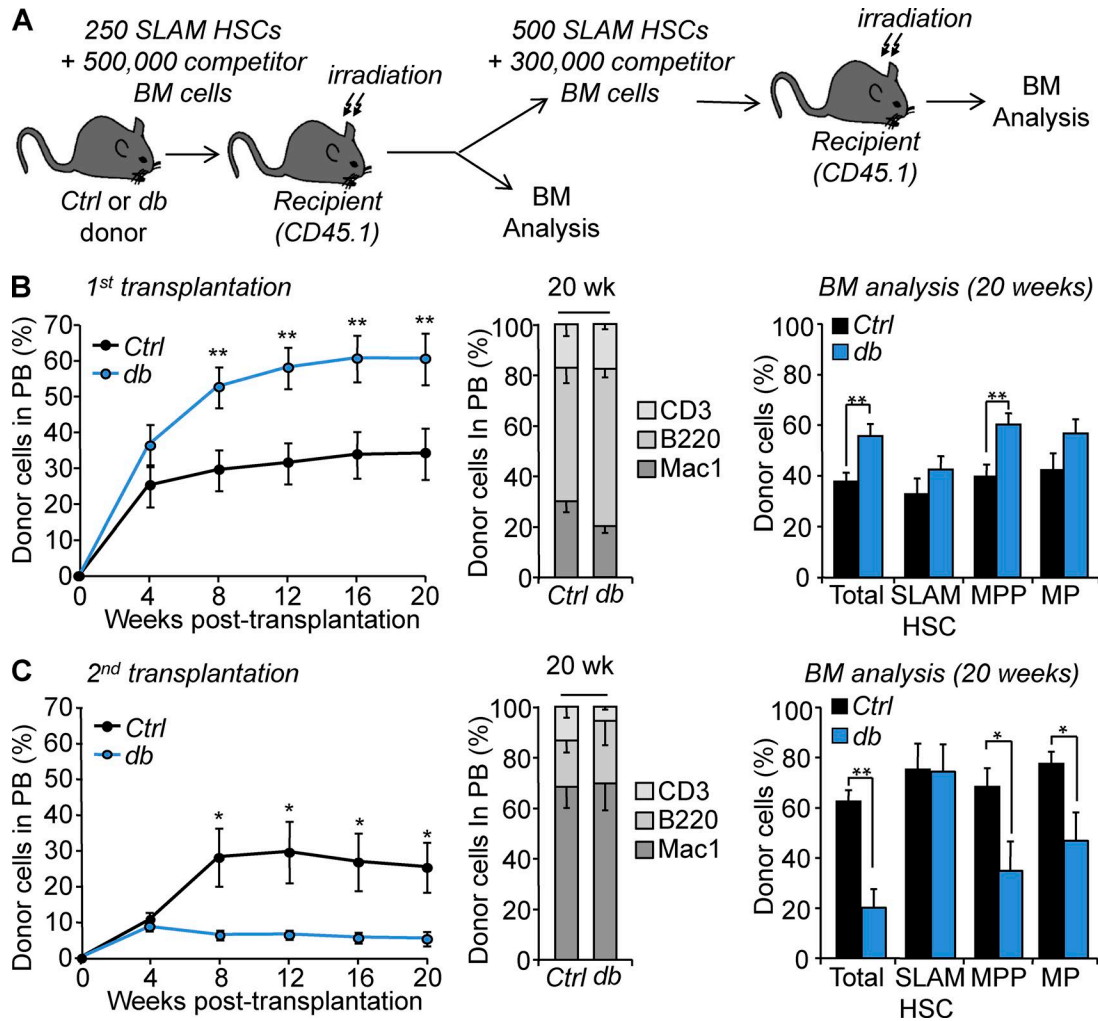 A
250 SLAM HSCs
+ 500,000 competitor
BM cells
irradiation
Ctrl or db
donor
Recipient
(CD45.1)
500 SLAM HSCs
+ 300,000 competitor
BM cells
BM
Analysis
irradiation
Recipient
(CD45.1)
BM
Analysis
B
1st transplantation
Donor cells in PB (%)
70
60
50
40
30
20
10
0
Ctrl
db
** ** ** **
0 4 8 12 16 20
Weeks post-transplantation
20 wk
Donor cells In PB (%)
100
80
60
40
20
0
Ctrl db
CD3
B220
Mac1
BM analysis (20 weeks)
Donor cells (%)
100
80
60
40
20
0
Ctrl
db
** **
Total SLAM MPP MP
HSC
C
2nd transplantation
Donor cells in PB (%)
70
60
50
40
30
20
10
0
Ctrl
db
* * * *
0 4 8 12 16 20
Weeks post-transplantation
20 wk
Donor cells In PB (%)
100
80
60
40
20
0
Ctrl db
CD3
B220
Mac1
BM analysis (20 weeks)
Donor cells (%)
100
80
60
40
20
0
Ctrl
db
** * *
Total SLAM MPP MP
HSC